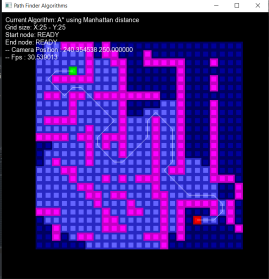 Path Finder Algorithms
Current Algorithm: A* using Manhattan distance
Grid size: X:25 - Y:25
Start node: READY
End node: READY
-- Camera Position : 240.354538 250.000000
-- Fps : 30.539013